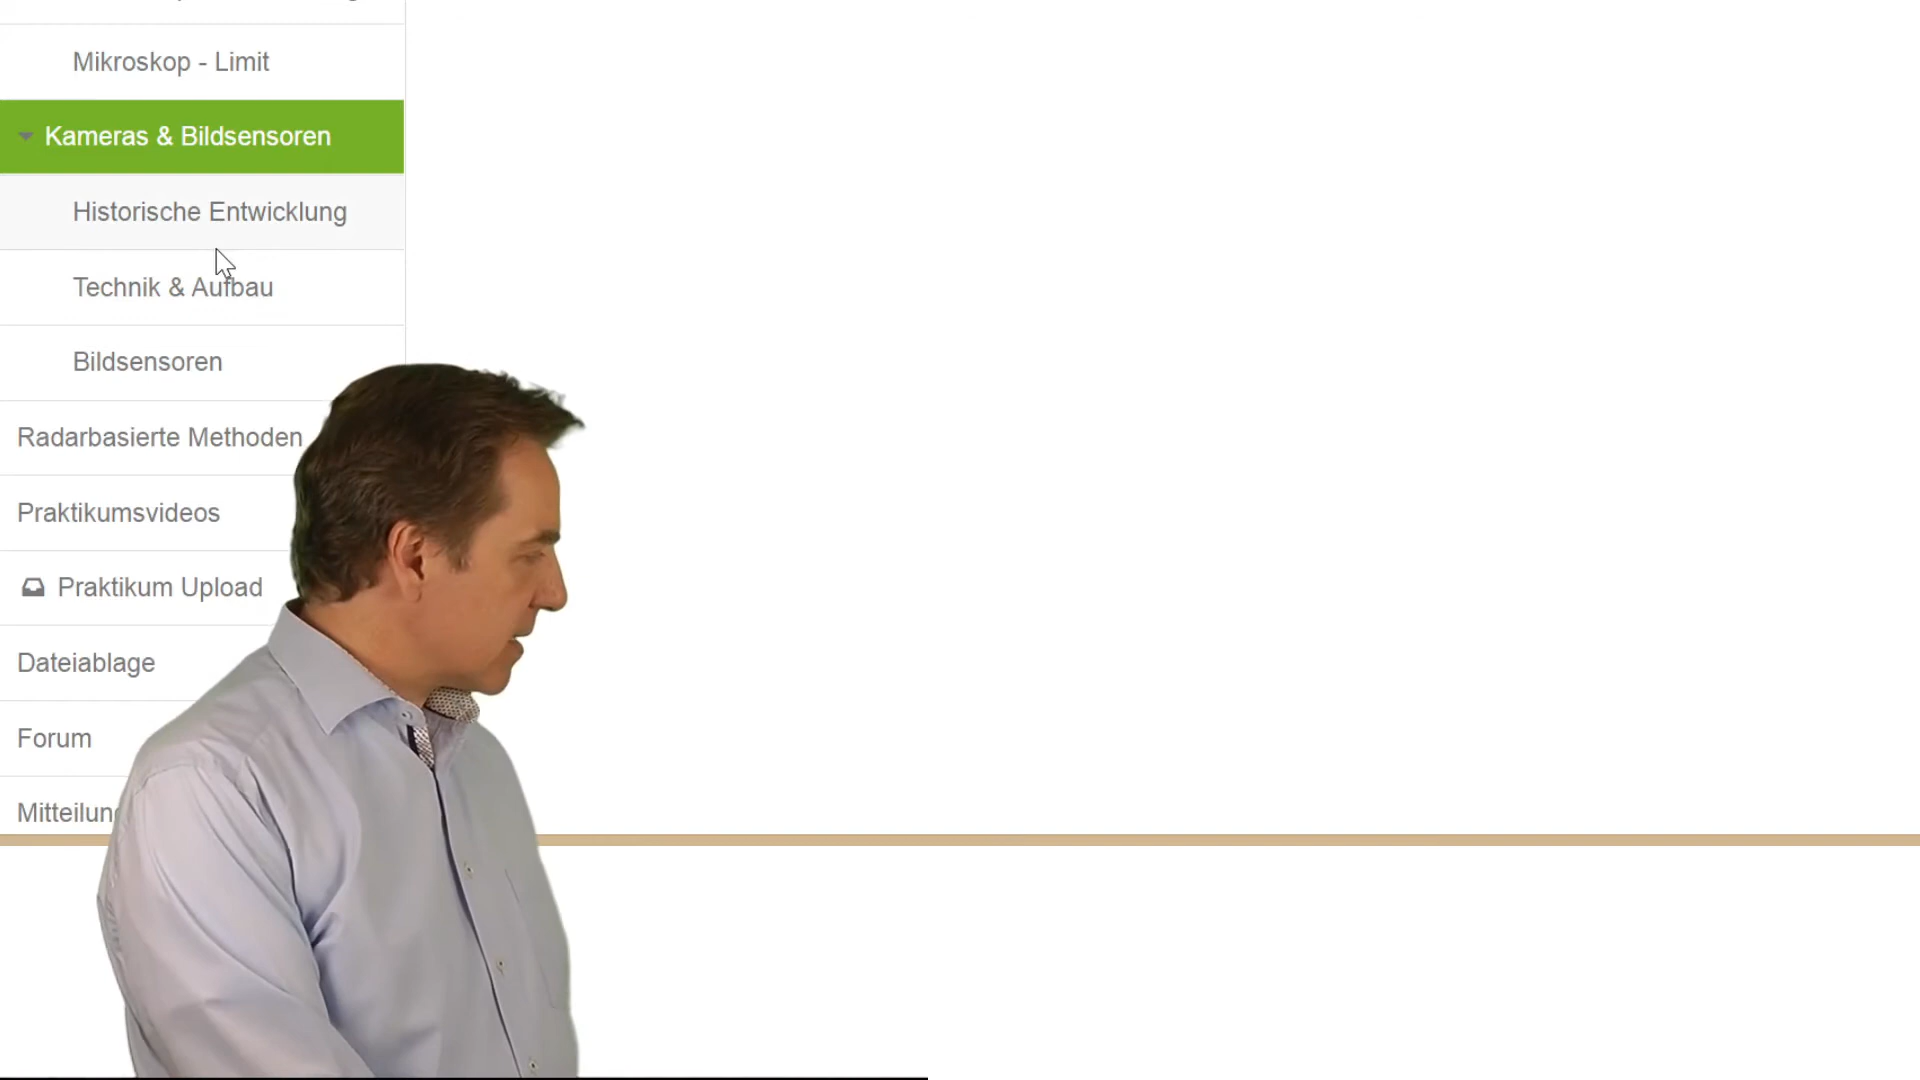 Mikroskop - Limit
Kameras & Bildsensoren
Historische Entwicklung
Technik & Aufbau
Bildsensoren
Radarbasierte Methoden
Praktikumsvideos
Praktikum Upload
Dateiablage
Forum